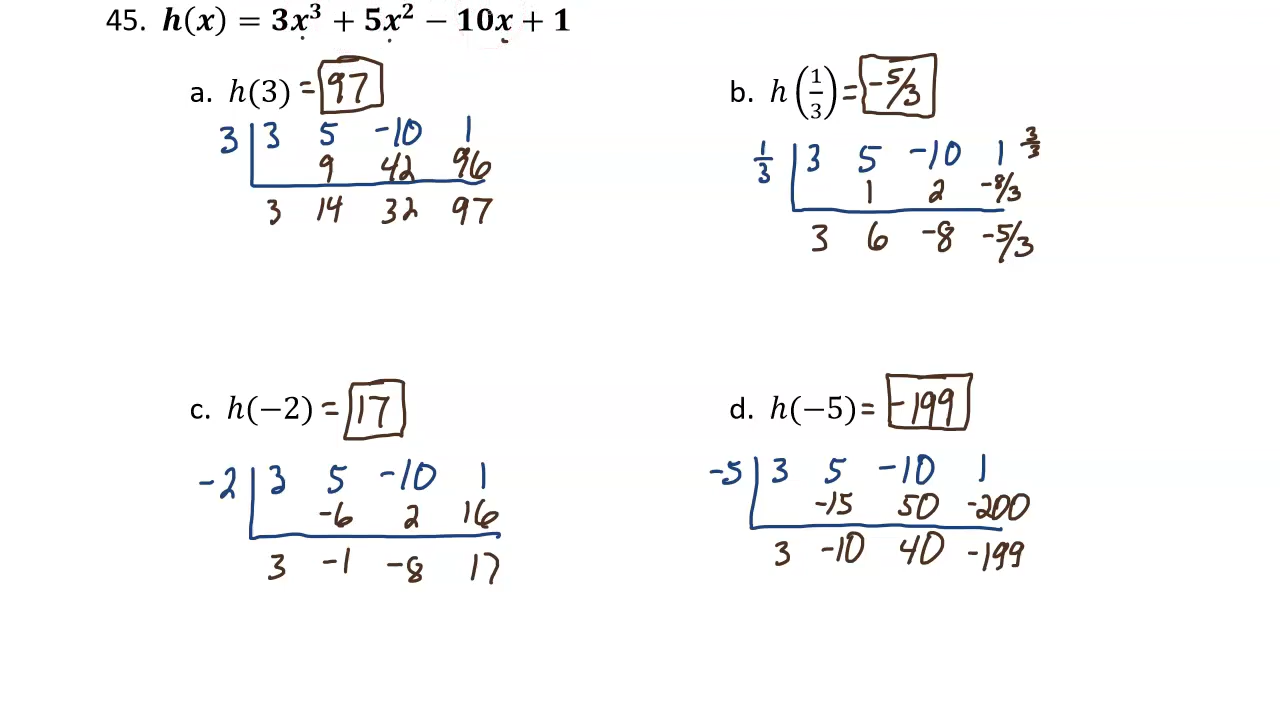 45. h(x) = 3x³ + 5x² − 10x + 1
a. h(3) = 97
3 | 3 5 -10 1
9 42 96
3 14 32 97
b. h(1/3) = -5/3
1/3 | 3 5 -10 1 3/3
1 2 -8/3
3 6 -8 -5/3
c. h(−2) = 17
-2 | 3 5 -10 1
-6 2 16
3 -1 -8 17
d. h(−5) = -199
-5 | 3 5 -10 1
-15 50 -200
3 -10 40 -199